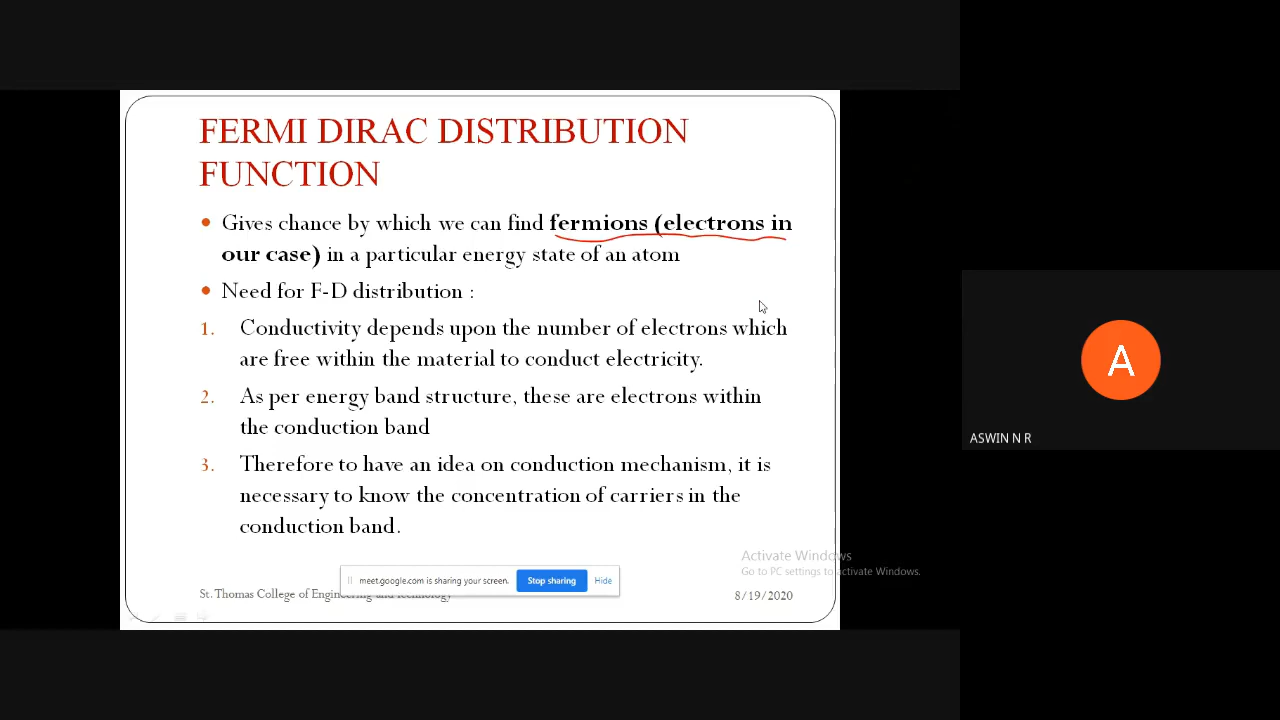 FERMI DIRAC DISTRIBUTION
FUNCTION
• Gives chance by which we can find fermions (electrons in
our case) in a particular energy state of an atom
• Need for F-D distribution :
1. Conductivity depends upon the number of electrons which
are free within the material to conduct electricity.
2. As per energy band structure, these are electrons within
the conduction band
3. Therefore to have an idea on conduction mechanism, it is
necessary to know the concentration of carriers in the
conduction band.
Activate Windows
Go to PC settings to activate Windows.
meet.google.com is sharing your screen. Stop sharing Hide
St. Thomas College of Engineering and Technology
8/19/2020
A
ASWIN N R